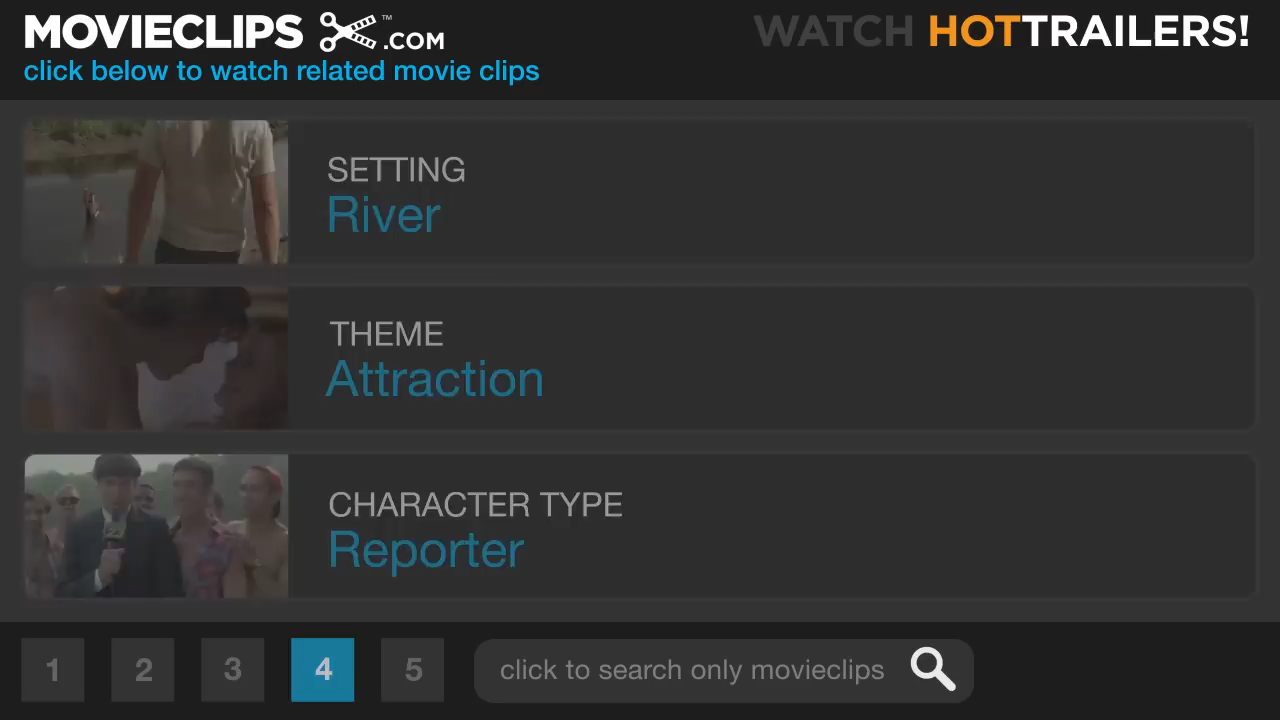 MOVIECLIPS ™ .COM
WATCH HOTTRAILERS!
click below to watch related movie clips
SETTING
River
THEME
Attraction
CHARACTER TYPE
Reporter
1 2 3 4 5
click to search only movieclips